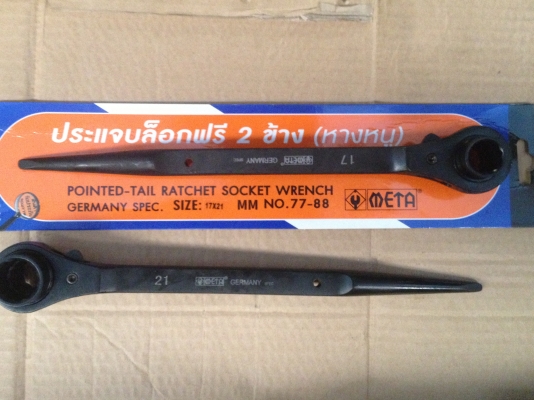 ประแจบล็อกฟรี 2 ข้าง (หางหนู)
17 META GERMANY
POINTED-TAIL RATCHET SOCKET WRENCH
GERMANY SPEC. SIZE: 17X21 MM NO.77-88
META
21 META GERMANY